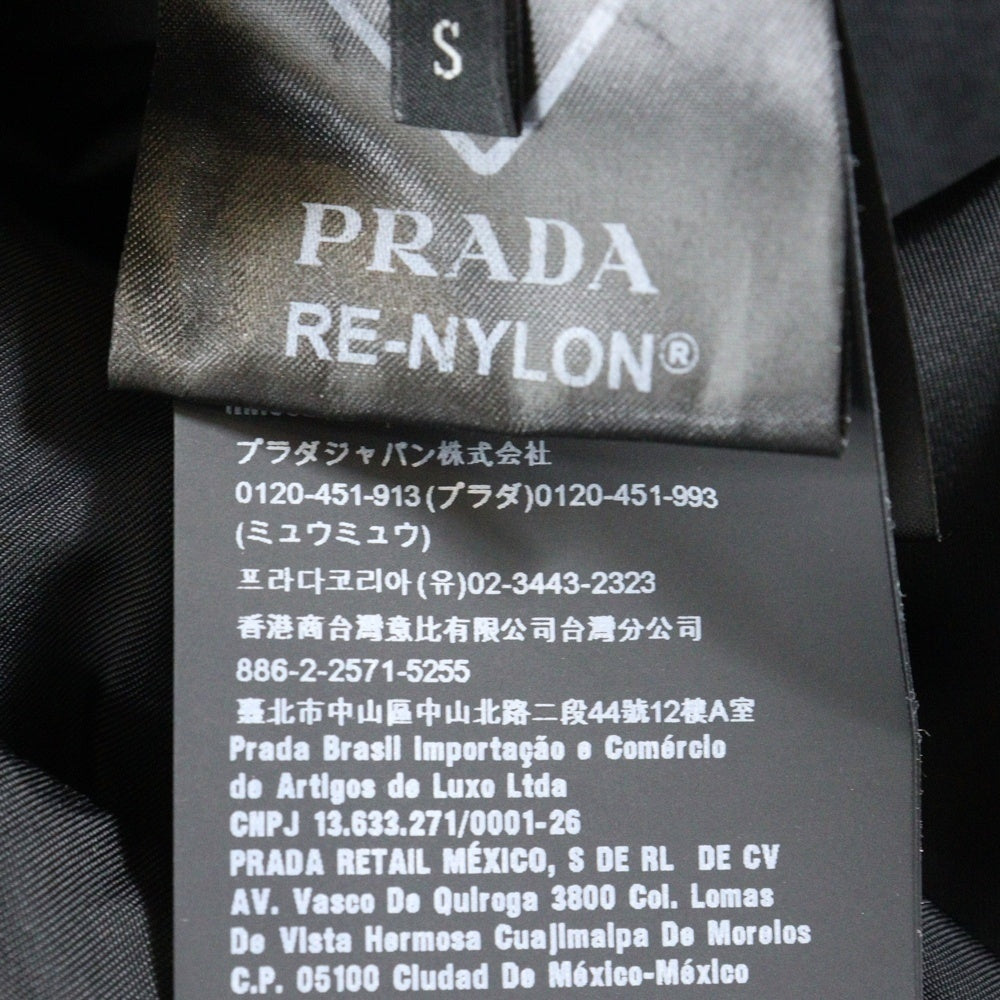 S
PRADA
RE-NYLON®
プラダジャパン株式会社
0120-451-913(プラダ)0120-451-993
(ミュウミュウ)
프라다코리아(유)02-3443-2323
香港商台灣意比有限公司台灣分公司
886-2-2571-5255
臺北市中山區中山北路二段44號12樓A室
Prada Brasil Importação e Comércio
de Artigos de Luxo Ltda
CNPJ 13.633.271/0001-26
PRADA RETAIL MÉXICO, S DE RL DE CV
AV. Vasco De Quiroga 3800 Col. Lomas
De Vista Hermosa Cuajimalpa De Morelos
C.P. 05100 Ciudad De México-México